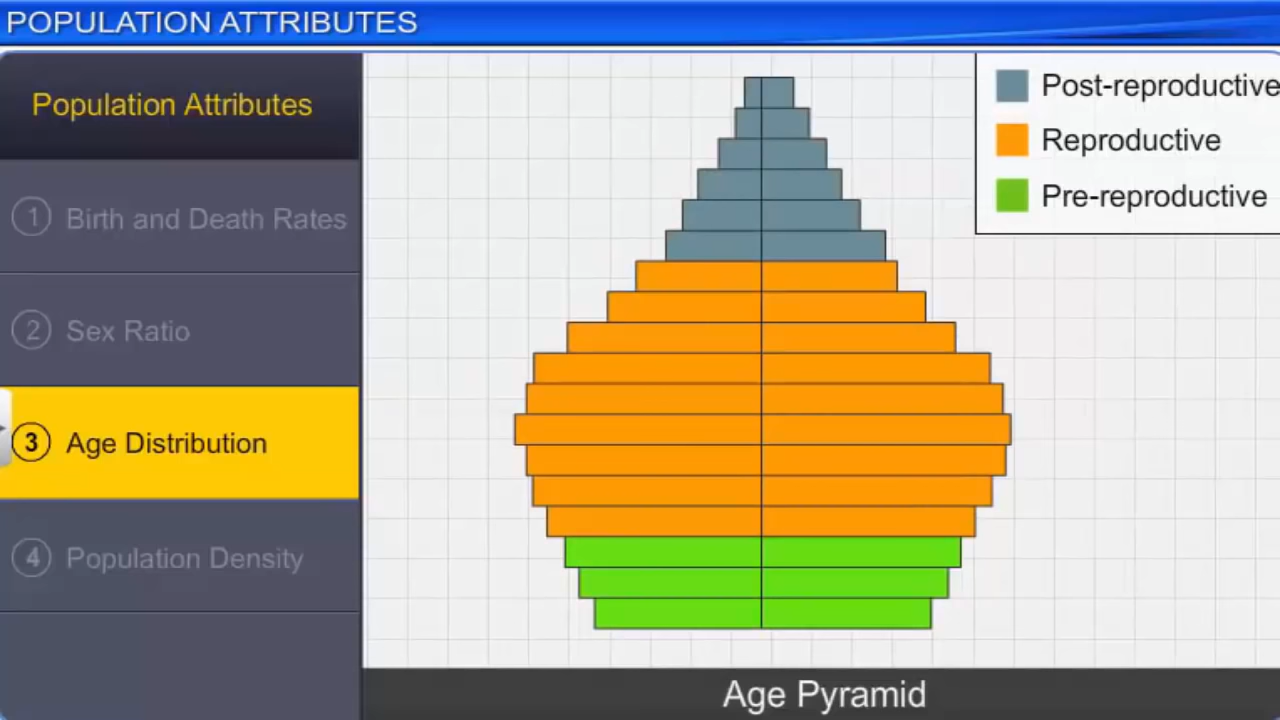 POPULATION ATTRIBUTES
Population Attributes
1 Birth and Death Rates
2 Sex Ratio
3 Age Distribution
4 Population Density
Post-reproductive
Reproductive
Pre-reproductive
Age Pyramid